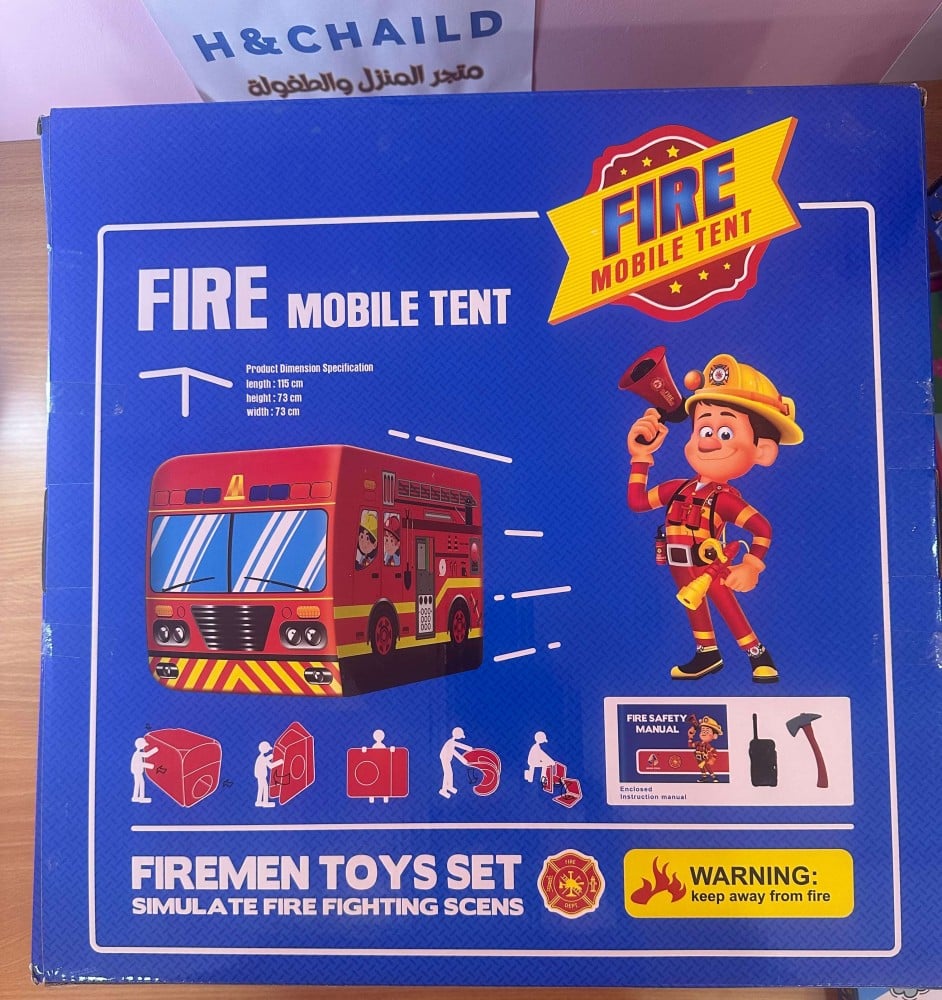 H&CHAILD
متجر المنزل والطفولة
FIRE
MOBILE TENT
FIRE MOBILE TENT
Product Dimension Specification
length : 115 cm
height : 73 cm
width : 73 cm
FIRE SAFETY
MANUAL
Enclosed
instruction manual
FIREMEN TOYS SET
SIMULATE FIRE FIGHTING SCENS
FIRE
DEPT
WARNING:
keep away from fire